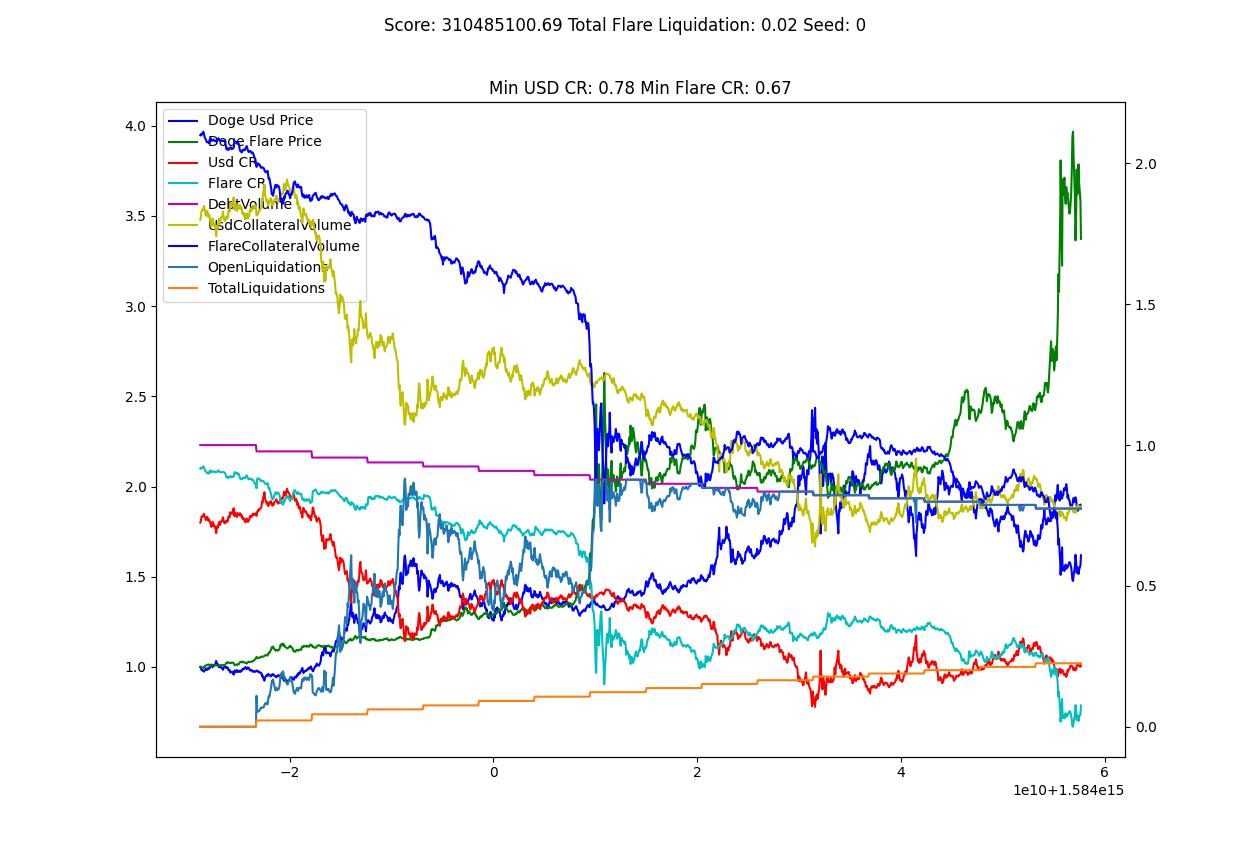 Score: 310485100.69 Total Flare Liquidation: 0.02 Seed: 0
Min USD CR: 0.78 Min Flare CR: 0.67
Doge Usd Price
Doge Flare Price
Usd CR
Flare CR
DebtVolume
UsdCollateralVolume
FlareCollateralVolume
OpenLiquidations
TotalLiquidations
4.0
3.5
3.0
2.5
2.0
1.5
1.0
2.0
1.5
1.0
0.5
0.0
−2
0
2
4
6
1e10+1.584e15